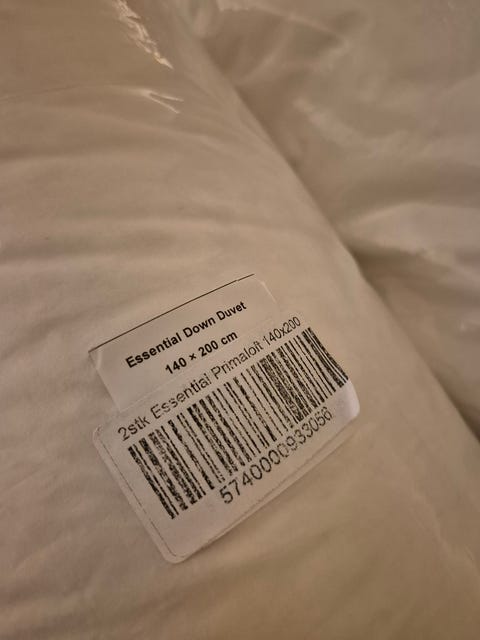 Essential Down Duvet
140 × 200 cm
2stk Essential Primaloft 140x200
5740000933056